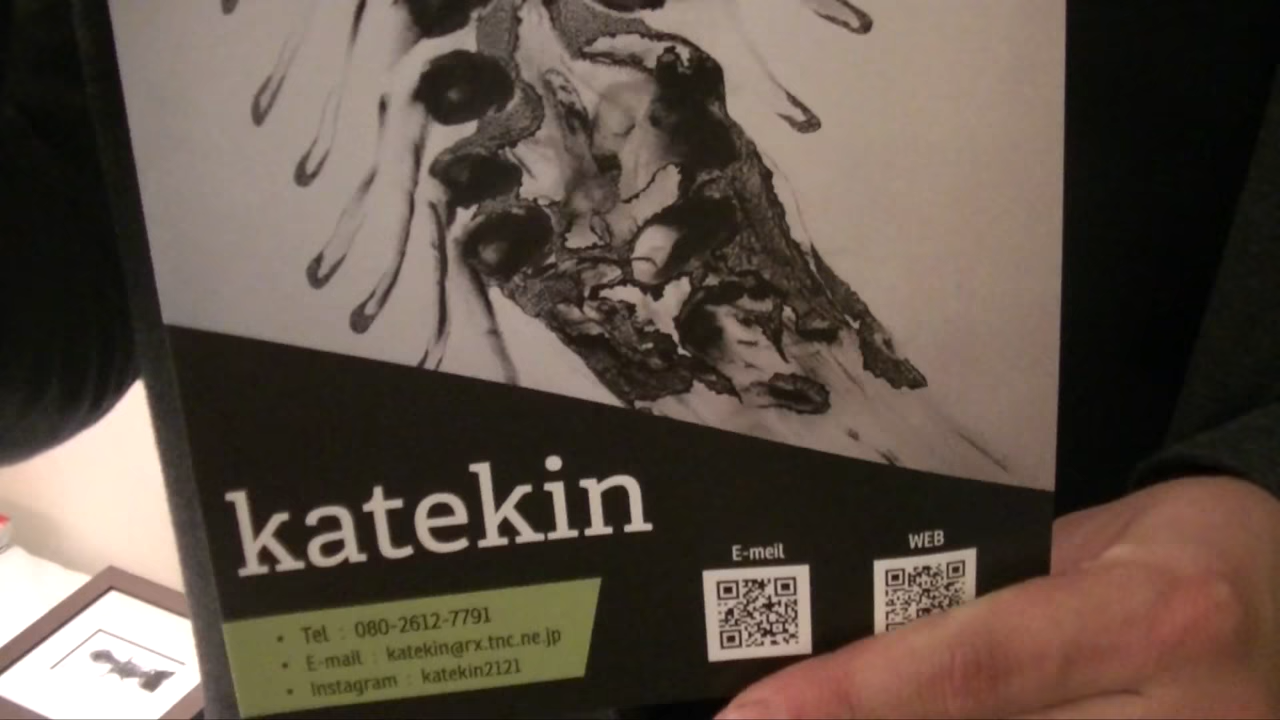 katekin
E-meil
WEB
• Tel : 080-2612-7791
• E-mail : katekin@rx.tnc.ne.jp
• Instagram : katekin2121